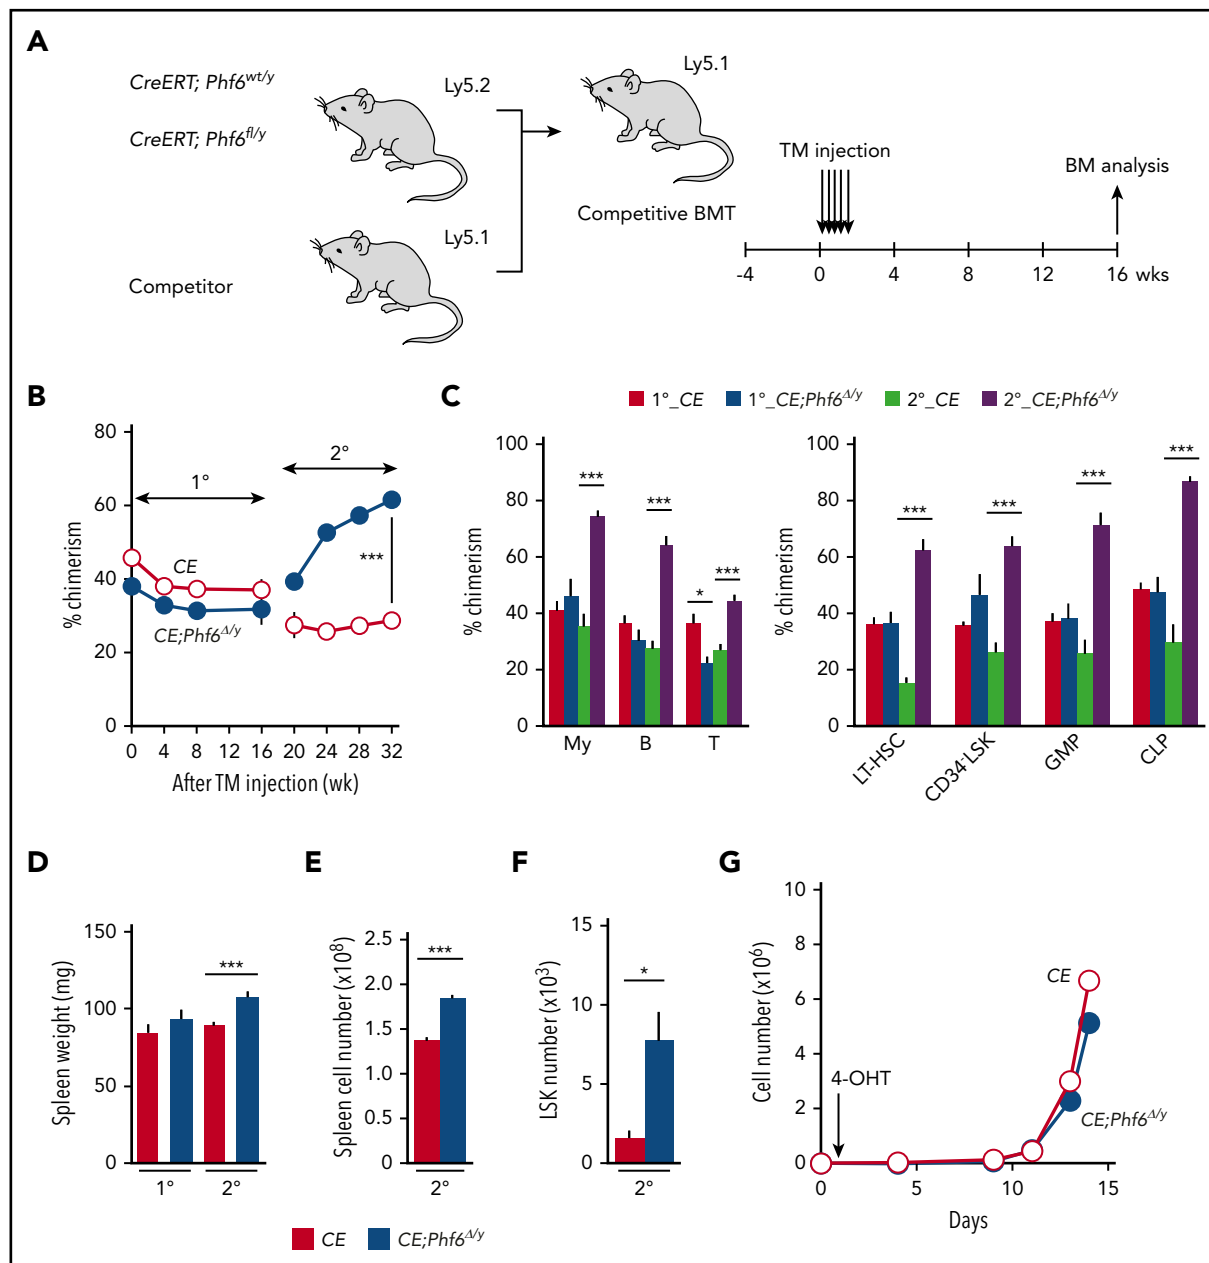 A
CreERT; Phf6wt/y
CreERT; Phf6fl/y
Ly5.2
Ly5.1
Competitor
Ly5.1
Competitive BMT
TM injection
BM analysis
-4 0 4 8 12 16 wks
B
80
60
40
20
0
% chimerism
1°
2°
CE
CE;Phf6Δ/y
***
0 4 8 12 16 20 24 28 32
After TM injection (wk)
C
1°_CE 1°_CE;Phf6Δ/y 2°_CE 2°_CE;Phf6Δ/y
100
80
60
40
20
0
% chimerism
*** *** * ***
My B T
100
80
60
40
20
0
% chimerism
*** *** *** ***
LT-HSC CD34-LSK GMP CLP
D
150
100
50
0
Spleen weight (mg)
***
1° 2°
E
2.5
2.0
1.5
1.0
0.5
0
Spleen cell number (x10⁸)
***
2°
F
15
10
5
0
LSK number (x10³)
*
2°
CE CE;Phf6Δ/y
G
10
8
6
4
2
0
Cell number (x10⁶)
4-OHT
CE
CE;Phf6Δ/y
0 5 10 15
Days